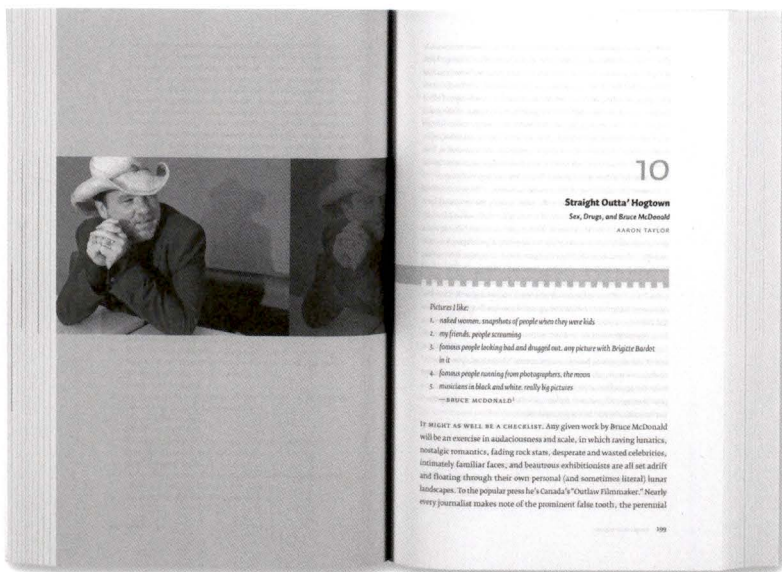 10
Straight Outta' Hogtown
Sex, Drugs, and Bruce McDonald
AARON TAYLOR
Pictures I like:
1. naked women, snapshots of people when they were kids
2. my friends, people screaming
3. famous people looking bad and drugged out, any picture with Brigitte Bardot
in it
4. famous people running from photographers, the moon
5. musicians in black and white, really big pictures
—BRUCE MCDONALD¹
IT MIGHT AS WELL BE A CHECKLIST. Any given work by Bruce McDonald
will be an exercise in audaciousness and scale, in which raving lunatics,
nostalgic romantics, fading rock stars, desperate and wasted celebrities,
intimately familiar faces, and beautrous exhibitionists are all set adrift
and floating through their own personal (and sometimes literal) lunar
landscapes. To the popular press he's Canada's "Outlaw Filmmaker." Nearly
every journalist makes note of the prominent false tooth, the perennial
199